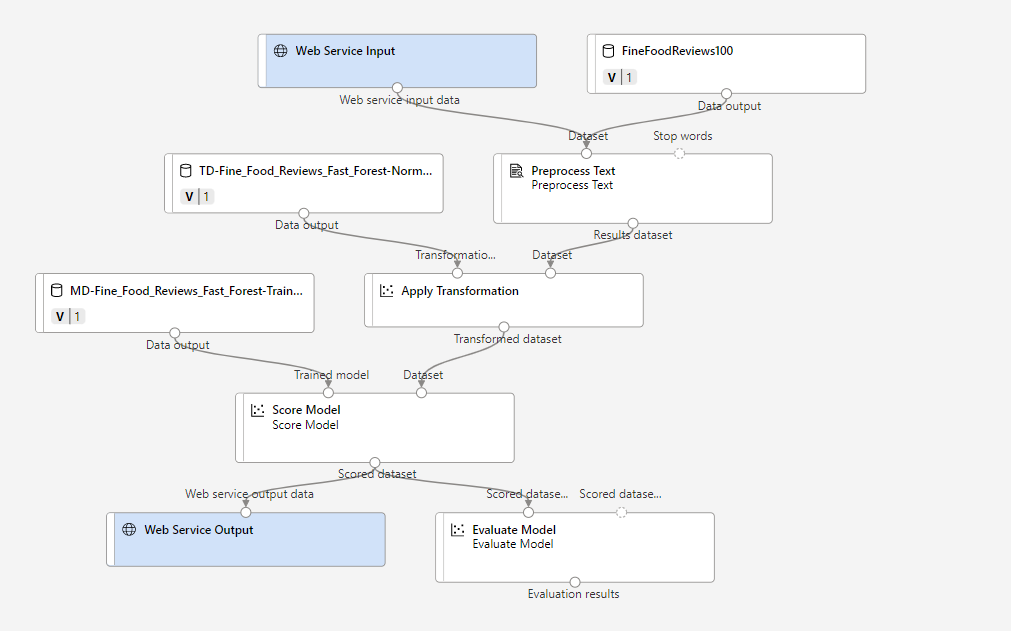 Web Service Input
Web service input data
FineFoodReviews100
V 1
Data output
Dataset
Stop words
TD-Fine_Food_Reviews_Fast_Forest-Norm...
V 1
Data output
Preprocess Text
Preprocess Text
Results dataset
Transformatio...
Dataset
MD-Fine_Food_Reviews_Fast_Forest-Train...
V 1
Data output
Apply Transformation
Transformed dataset
Trained model
Dataset
Score Model
Score Model
Scored dataset
Web service output data
Scored datase...
Scored datase...
Web Service Output
Evaluate Model
Evaluate Model
Evaluation results